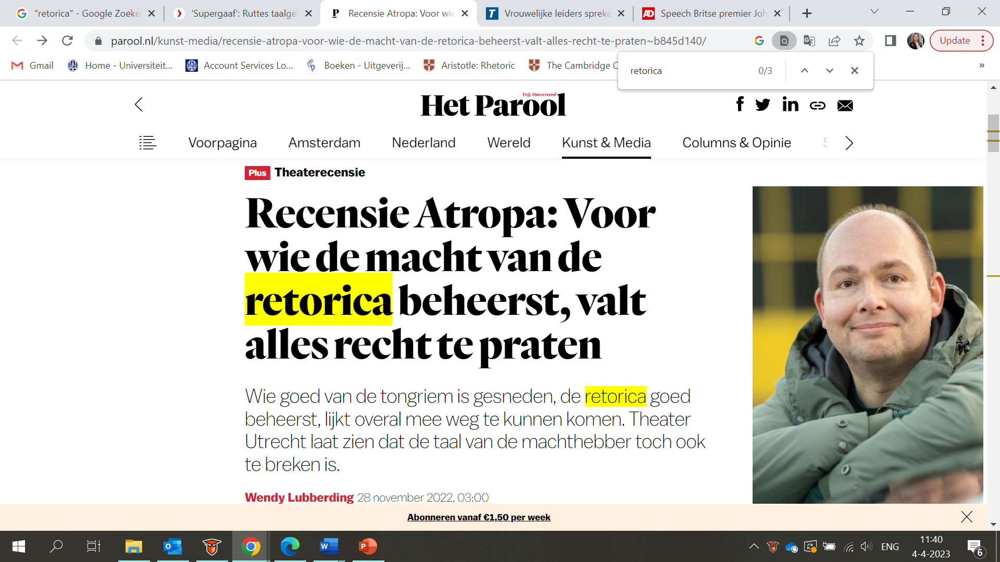 "retorica" - Google Zoeke
‘Supergaaf’: Ruttes taalgel
Recensie Atropa: Voor wie
Vrouwelijke leiders spreke
Speech Britse premier Joh
parool.nl/kunst-media/recensie-atropa-voor-wie-de-macht-van-de-retorica-beheerst-valt-alles-recht-te-praten~b845d140/
Update
Gmail
Home - Universiteit...
Account Services Lo...
Boeken - Uitgeverij...
Aristotle: Rhetoric
The Cambridge C
»
retorica
0/3
Vrij, Onverveerd
Het Parool
Voorpagina
Amsterdam
Nederland
Wereld
Kunst & Media
Columns & Opinie
S
Plus Theaterecensie
Recensie Atropa: Voor
wie de macht van de
retorica beheerst, valt
alles recht te praten
Wie goed van de tongriem is gesneden, de retorica goed
beheerst, lijkt overal mee weg te kunnen komen. Theater
Utrecht laat zien dat de taal van de machthebber toch ook
te breken is.
Wendy Lubberding 28 november 2022, 03:00
Abonneren vanaf €1,50 per week
ENG
11:40
4-4-2023
6